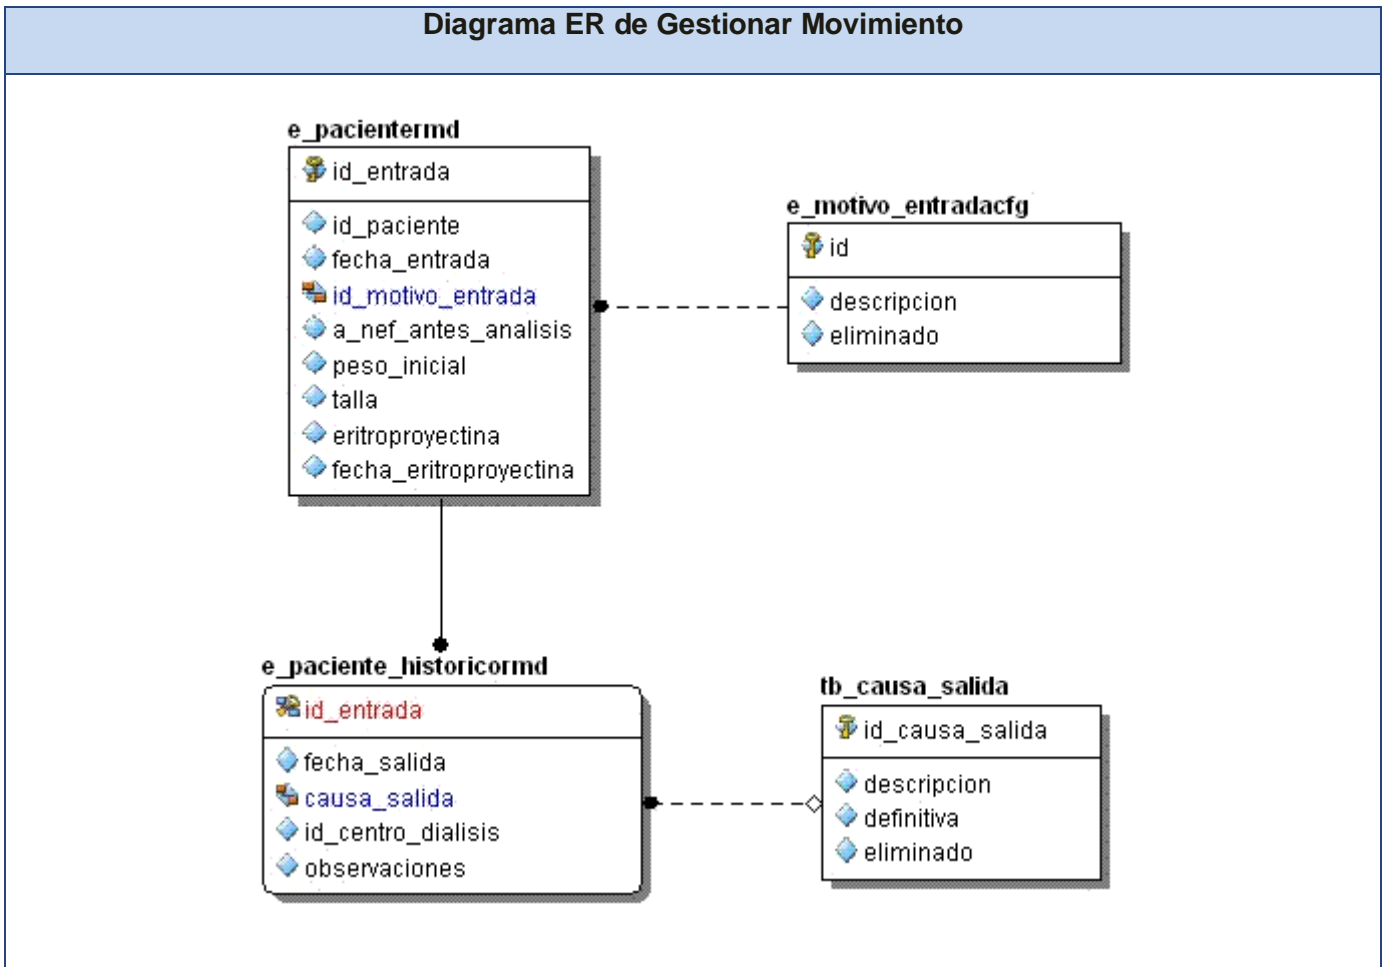 Diagrama ER de Gestionar Movimiento
e_pacientermd
id_entrada
id_paciente
fecha_entrada
id_motivo_entrada
a_nef_antes_analisis
peso_inicial
talla
eritroproyectina
fecha_eritroproyectina
e_motivo_entradacfg
id
descripcion
eliminado
e_paciente_historicormd
id_entrada
fecha_salida
causa_salida
id_centro_dialisis
observaciones
tb_causa_salida
id_causa_salida
descripcion
definitiva
eliminado